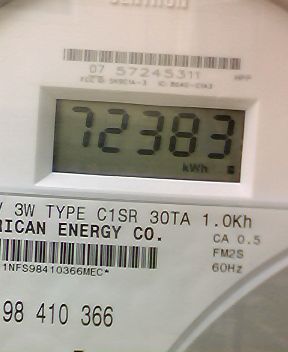 07 57245311
72383
kWh
V 3W TYPE C1SR 30TA 1.0Kh
RICAN ENERGY CO.
CA 0.5
FM2S
60Hz
1NFS98410366MEC*
98 410 366